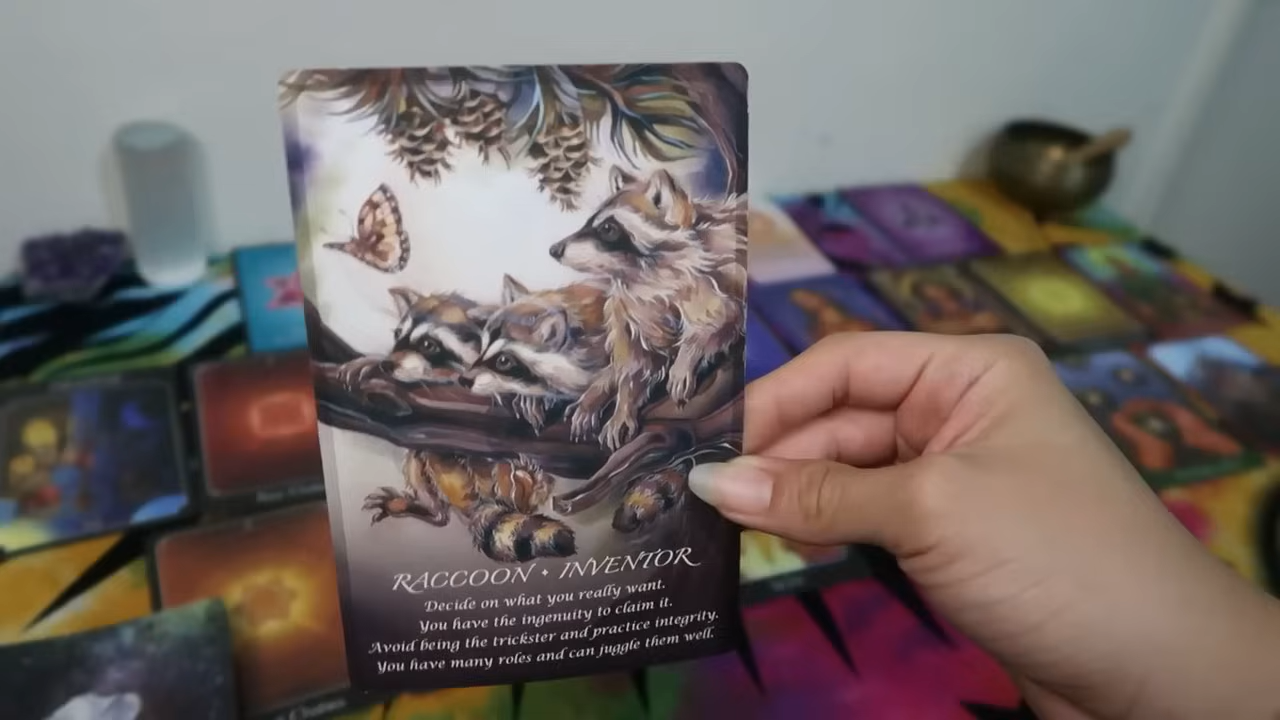 RACCOON • INVENTOR
Decide on what you really want.
You have the ingenuity to claim it.
Avoid being the trickster and practice integrity.
You have many roles and can juggle them well.